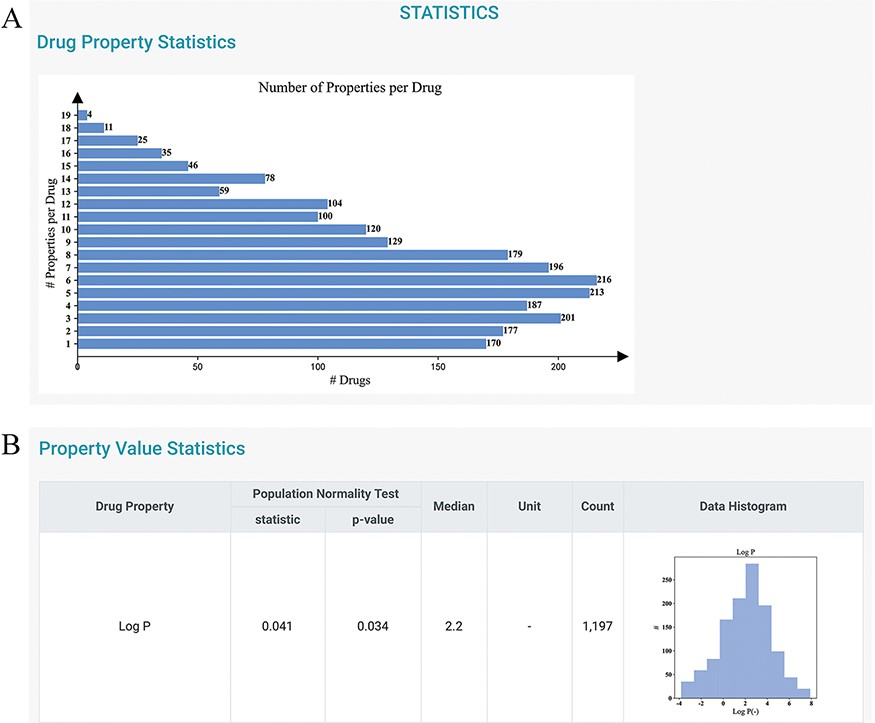 A
STATISTICS
Drug Property Statistics
Number of Properties per Drug
# Properties per Drug
19 4
18 11
17 25
16 35
15 46
14 78
13 59
12 104
11 100
10 120
9 129
8 179
7 196
6 216
5 213
4 187
3 201
2 177
1 170
0 50 100 150 200
# Drugs
B
Property Value Statistics
Drug Property Population Normality Test Median Unit Count Data Histogram
statistic p-value
Log P 0.041 0.034 2.2 - 1,197
Log P
#
250
200
150
100
50
0
-4 -2 0 2 4 6 8
Log P(-)